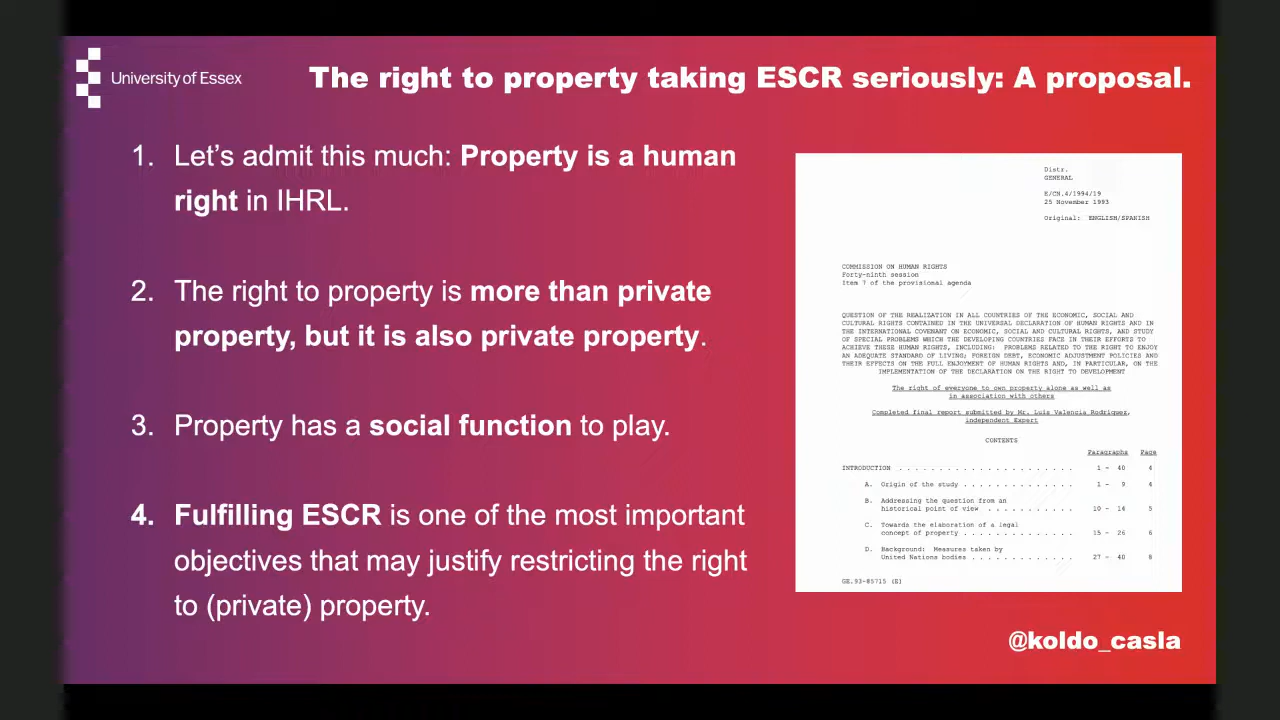 University of Essex
The right to property taking ESCR seriously: A proposal.
1. Let's admit this much: Property is a human
right in IHRL.
2. The right to property is more than private
property, but it is also private property.
3. Property has a social function to play.
4. Fulfilling ESCR is one of the most important
objectives that may justify restricting the right
to (private) property.
Distr.
GENERAL
E/CN.4/1994/19
25 November 1993
Original: ENGLISH/SPANISH
COMMISSION ON HUMAN RIGHTS
Forty-ninth session
Item 7 of the provisional agenda
QUESTION OF THE REALIZATION IN ALL COUNTRIES OF THE ECONOMIC, SOCIAL AND
CULTURAL RIGHTS CONTAINED IN THE UNIVERSAL DECLARATION OF HUMAN RIGHTS AND IN
THE INTERNATIONAL COVENANT ON ECONOMIC, SOCIAL AND CULTURAL RIGHTS, AND STUDY
OF SPECIAL PROBLEMS WHICH THE DEVELOPING COUNTRIES FACE IN THEIR EFFORTS TO
ACHIEVE THESE HUMAN RIGHTS, INCLUDING: PROBLEMS RELATED TO THE RIGHT TO ENJOY
AN ADEQUATE STANDARD OF LIVING; FOREIGN DEBT, ECONOMIC ADJUSTMENT POLICIES AND
THEIR EFFECTS ON THE FULL ENJOYMENT OF HUMAN RIGHTS AND, IN PARTICULAR, ON THE
IMPLEMENTATION OF THE DECLARATION ON THE RIGHT TO DEVELOPMENT
The right of everyone to own property alone as well as
in association with others
Completed final report submitted by Mr. Luis Valencia Rodriguez,
independent Expert
CONTENTS
Paragraphs Page
INTRODUCTION . . . . . . . . . . . . . . . . . . . . . . 1 - 40 4
A. Origin of the study . . . . . . . . . . . . . . 1 - 9 4
B. Addressing the question from an
historical point of view . . . . . . . . . . . 10 - 14 5
C. Towards the elaboration of a legal
concept of property . . . . . . . . . . . . . . 15 - 26 6
D. Background: Measures taken by
United Nations bodies . . . . . . . . . . . . . 27 - 40 8
GE.93-85715 (E)
@koldo_casla